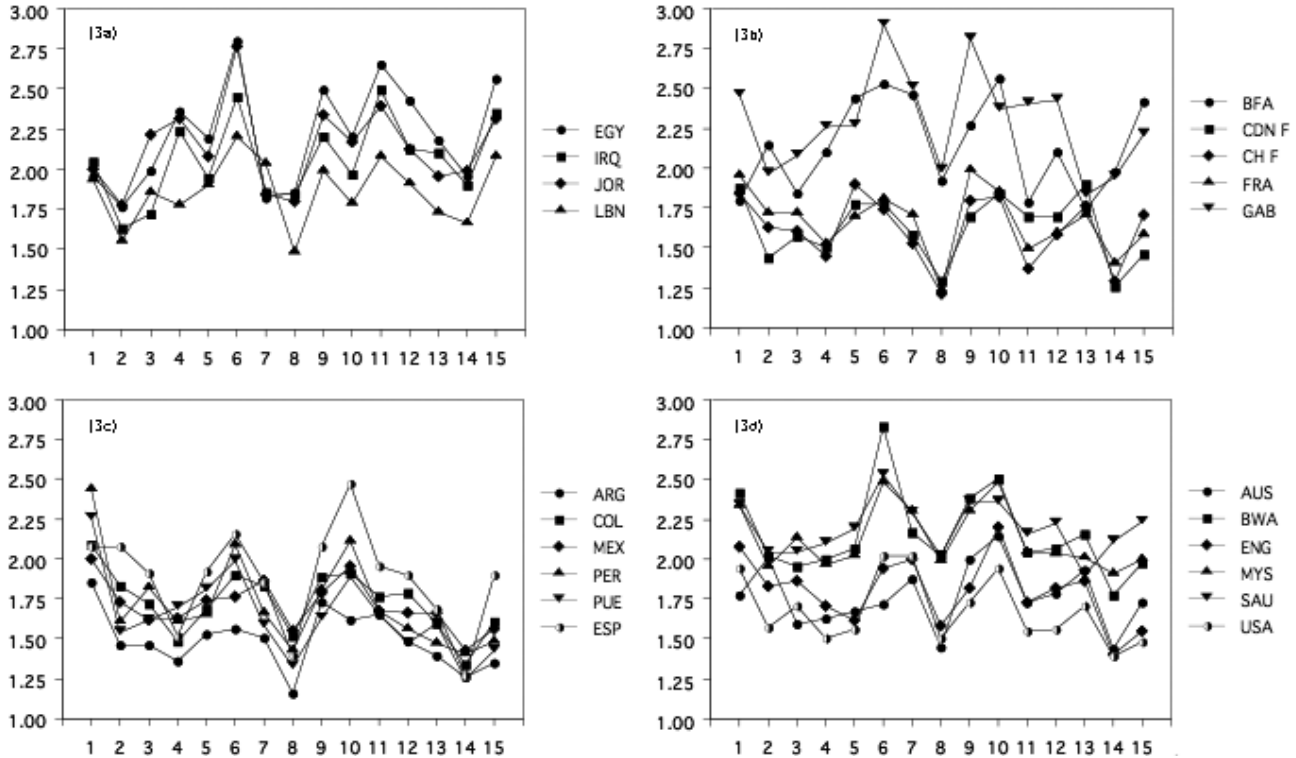 3.00
2.75
2.50
2.25
2.00
1.75
1.50
1.25
1.00
(3a)
1 2 3 4 5 6 7 8 9 10 11 12 13 14 15
EGY
IRQ
JOR
LBN
3.00
2.75
2.50
2.25
2.00
1.75
1.50
1.25
1.00
(3b)
1 2 3 4 5 6 7 8 9 10 11 12 13 14 15
BFA
CDN F
CH F
FRA
GAB
3.00
2.75
2.50
2.25
2.00
1.75
1.50
1.25
1.00
(3c)
1 2 3 4 5 6 7 8 9 10 11 12 13 14 15
ARG
COL
MEX
PER
PUE
ESP
3.00
2.75
2.50
2.25
2.00
1.75
1.50
1.25
1.00
(3d)
1 2 3 4 5 6 7 8 9 10 11 12 13 14 15
AUS
BWA
ENG
MYS
SAU
USA